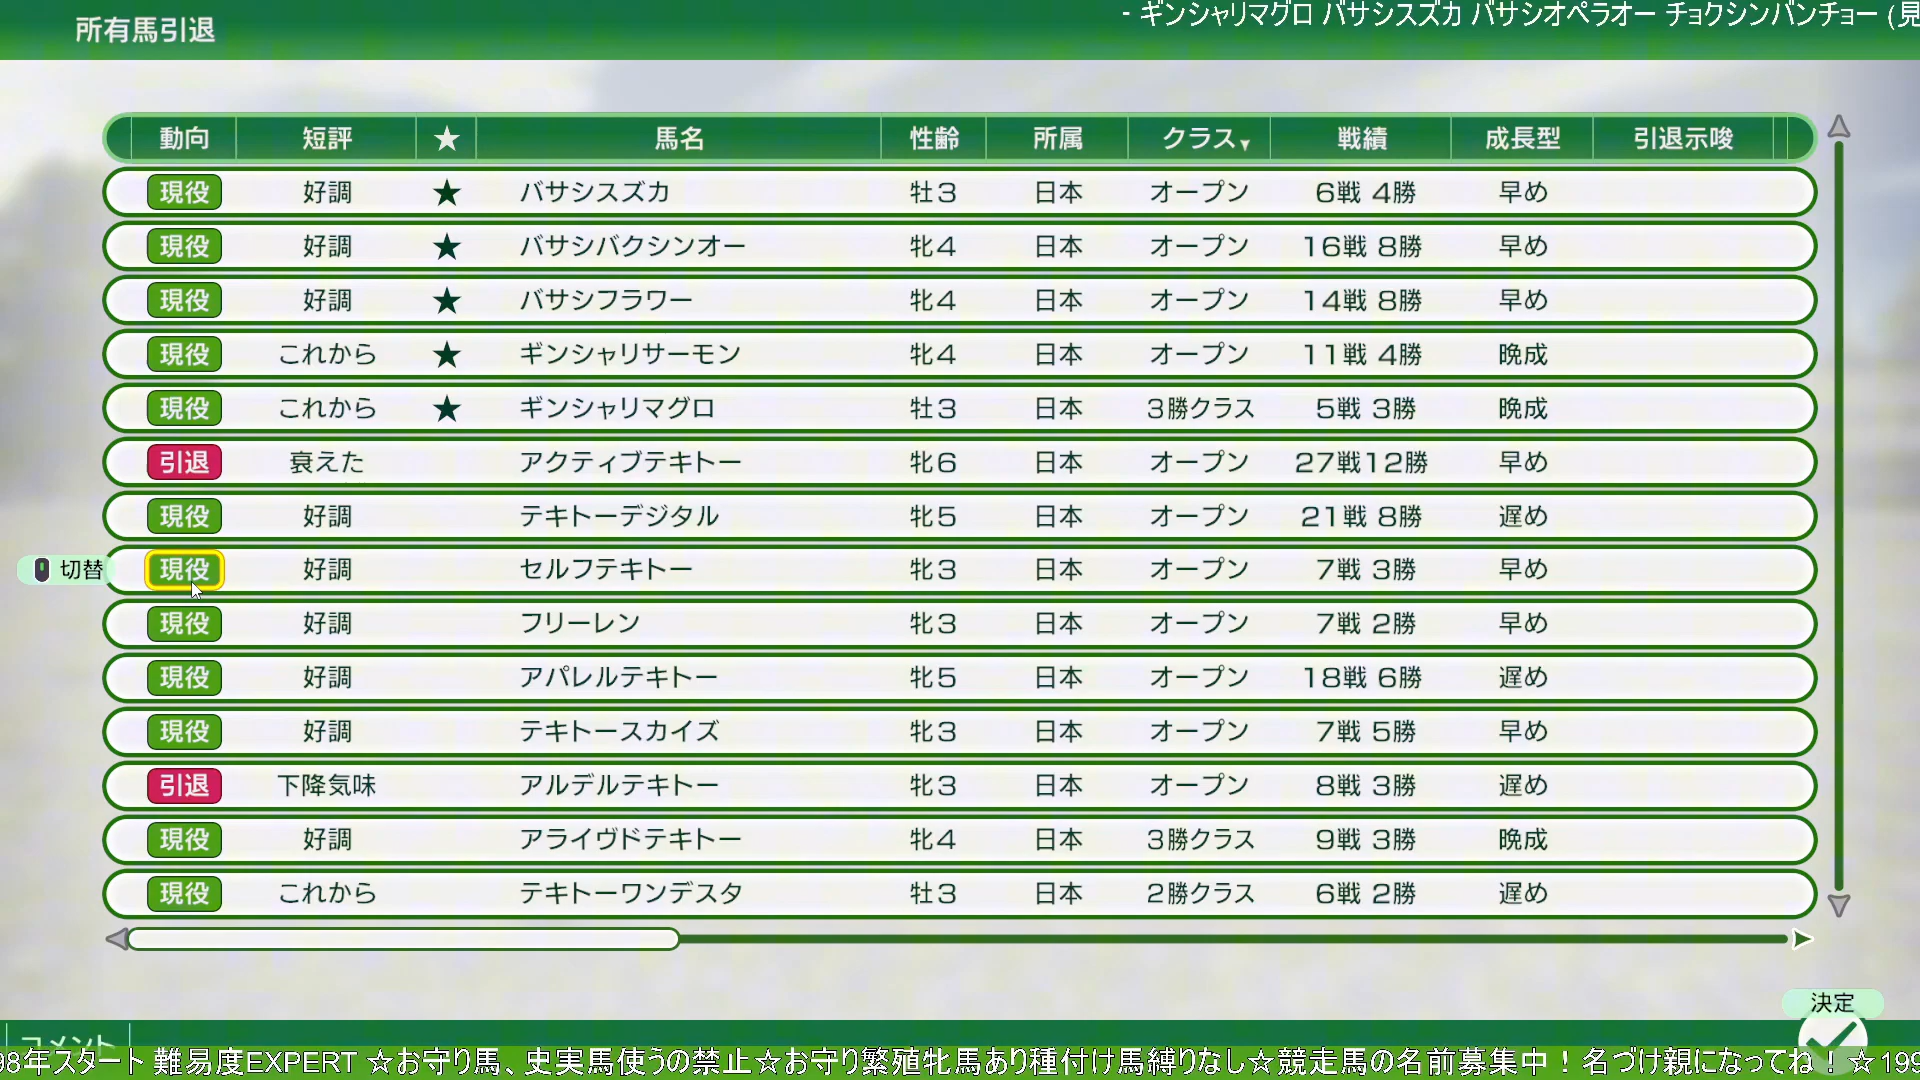 所有馬引退
- ギンシャリマグロ バサシスズカ バサシオペラオー チョクシンバンチョー (見
動向 短評 ★ 馬名 性齢 所属 クラス▼ 戦績 成長型 引退示唆
現役 好調 ★ バサシスズカ 牡3 日本 オープン 6戦 4勝 早め
現役 好調 ★ バサシバクシンオー 牝4 日本 オープン 16戦 8勝 早め
現役 好調 ★ バサシフラワー 牝4 日本 オープン 14戦 8勝 早め
現役 これから ★ ギンシャリサーモン 牝4 日本 オープン 11戦 4勝 晩成
現役 これから ★ ギンシャリマグロ 牡3 日本 3勝クラス 5戦 3勝 晩成
引退 衰えた アクティブテキトー 牝6 日本 オープン 27戦12勝 早め
現役 好調 テキトーデジタル 牝5 日本 オープン 21戦 8勝 遅め
切替 現役 好調 セルフテキトー 牝3 日本 オープン 7戦 3勝 早め
現役 好調 フリーレン 牝3 日本 オープン 7戦 2勝 早め
現役 好調 アパレルテキトー 牝5 日本 オープン 18戦 6勝 遅め
現役 好調 テキトースカイズ 牝3 日本 オープン 7戦 5勝 早め
引退 下降気味 アルデルテキトー 牝3 日本 オープン 8戦 3勝 遅め
現役 好調 アライヴドテキトー 牝4 日本 3勝クラス 9戦 3勝 晩成
現役 これから テキトーワンデスタ 牡3 日本 2勝クラス 6戦 2勝 遅め
決定
コメント
98年スタート 難易度EXPERT ☆お守り馬、史実馬使うの禁止☆お守り繁殖牝馬あり種付け馬縛りなし☆競走馬の名前募集中！ 名づけ親になってね！ ☆199